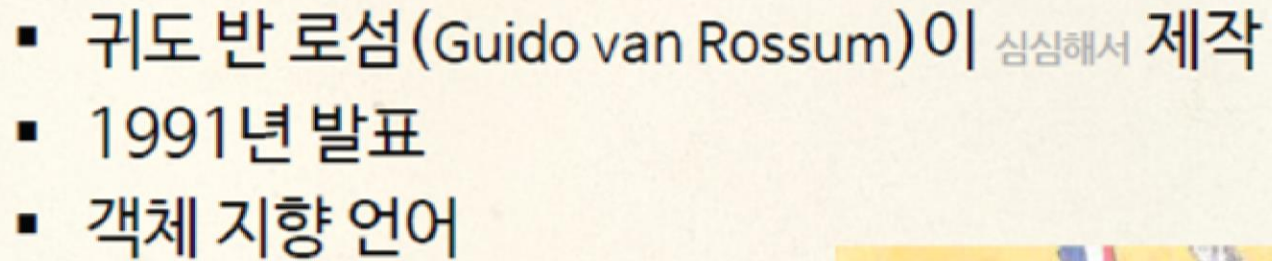 ▪ 귀도 반 로섬(Guido van Rossum)이 심심해서 제작
▪ 1991년 발표
▪ 객체 지향 언어